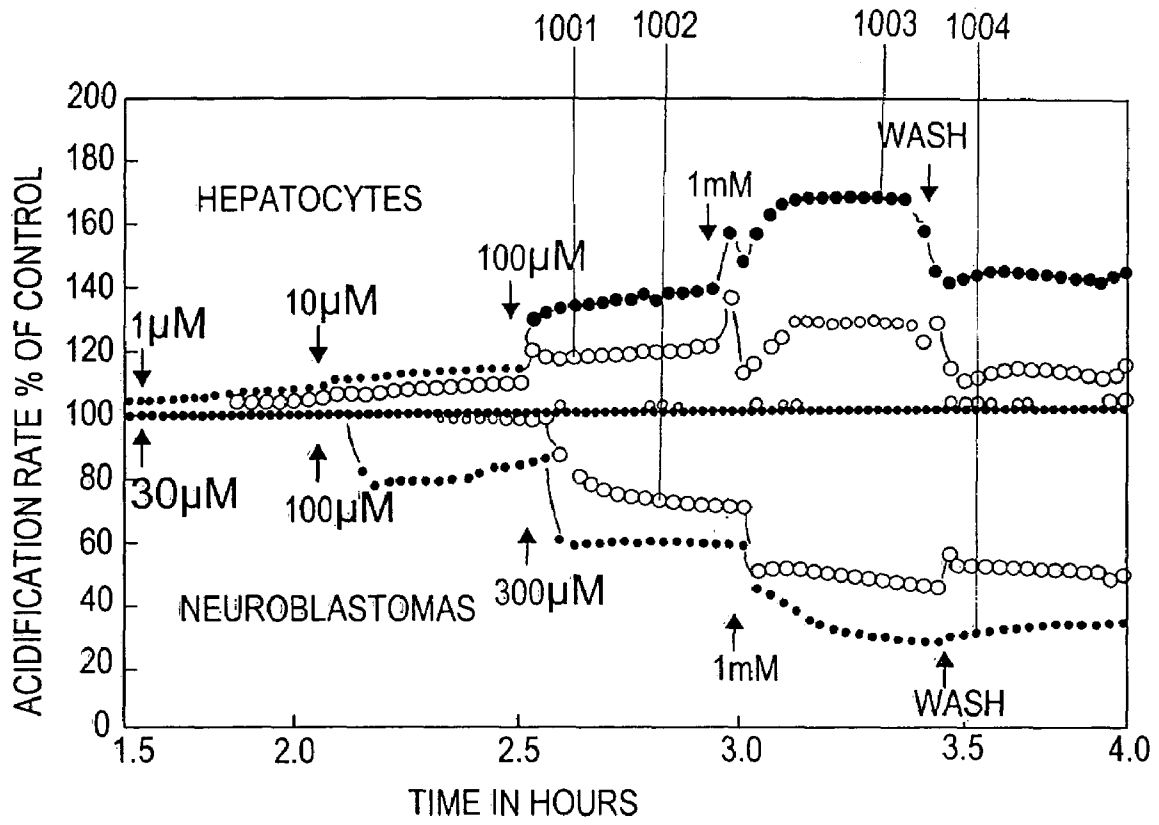 1001 1002 1003 1004
200
180
160
140
120
100
80
60
40
20
0
ACIDIFICATION RATE % OF CONTROL
HEPATOCYTES
1µM
10µM
100µM
1mM
WASH
30µM
100µM
300µM
1mM
WASH
NEUROBLASTOMAS
1.5 2.0 2.5 3.0 3.5 4.0
TIME IN HOURS